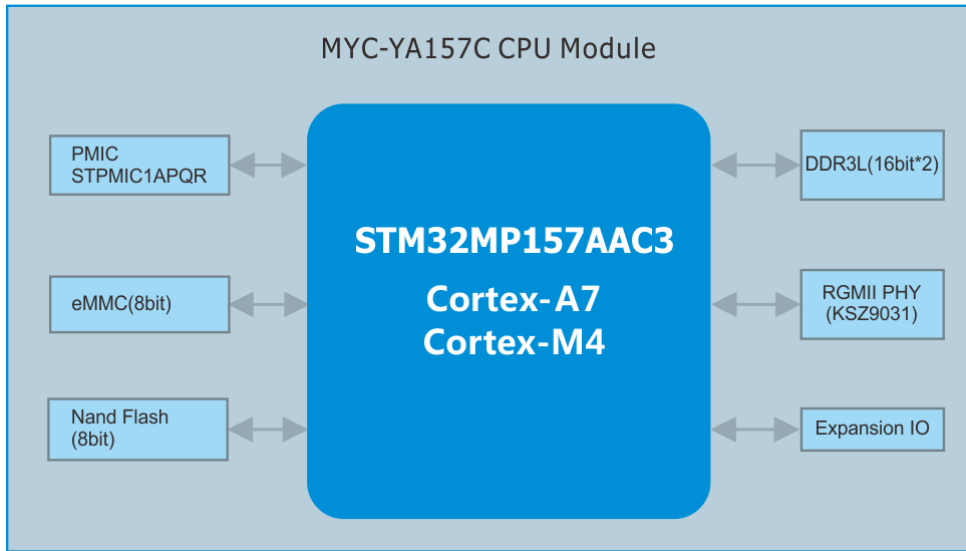 MYC-YA157C CPU Module
PMIC
STPMIC1APQR
eMMC(8bit)
Nand Flash
(8bit)
STM32MP157AAC3
Cortex-A7
Cortex-M4
DDR3L(16bit*2)
RGMII PHY
(KSZ9031)
Expansion IO